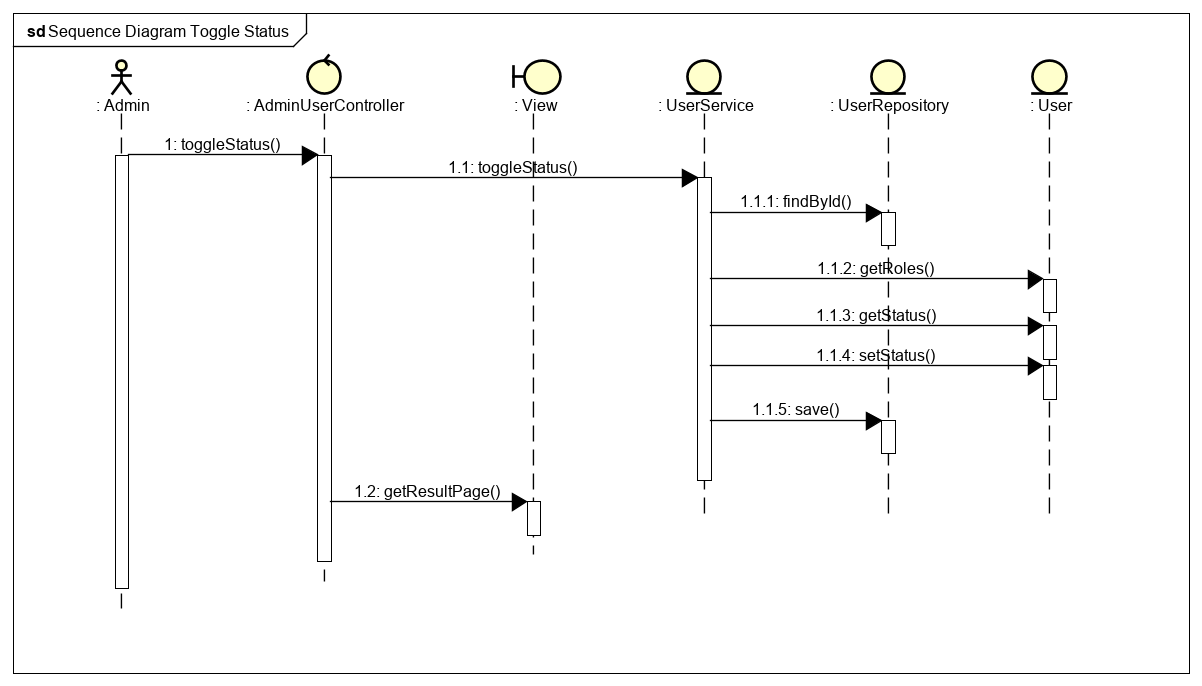 sd Sequence Diagram Toggle Status
: Admin
: AdminUserController
: View
: UserService
: UserRepository
: User
1: toggleStatus()
1.1: toggleStatus()
1.1.1: findById()
1.1.2: getRoles()
1.1.3: getStatus()
1.1.4: setStatus()
1.1.5: save()
1.2: getResultPage()